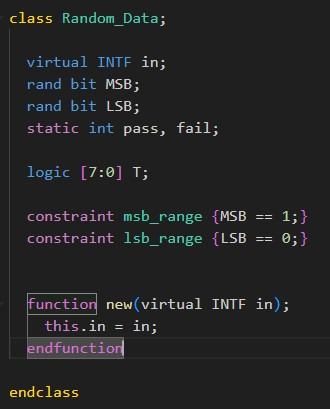 class Random_Data;
virtual INTF in;
rand bit MSB;
rand bit LSB;
static int pass, fail;
logic [7:0] T;
constraint msb_range {MSB == 1;}
constraint lsb_range {LSB == 0;}
function new(virtual INTF in);
this.in = in;
endfunction
endclass